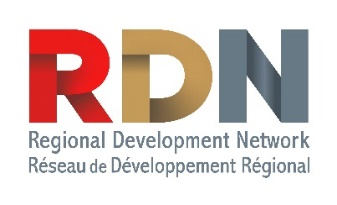 RDN
Regional Development Network
Réseau de Développement Régional